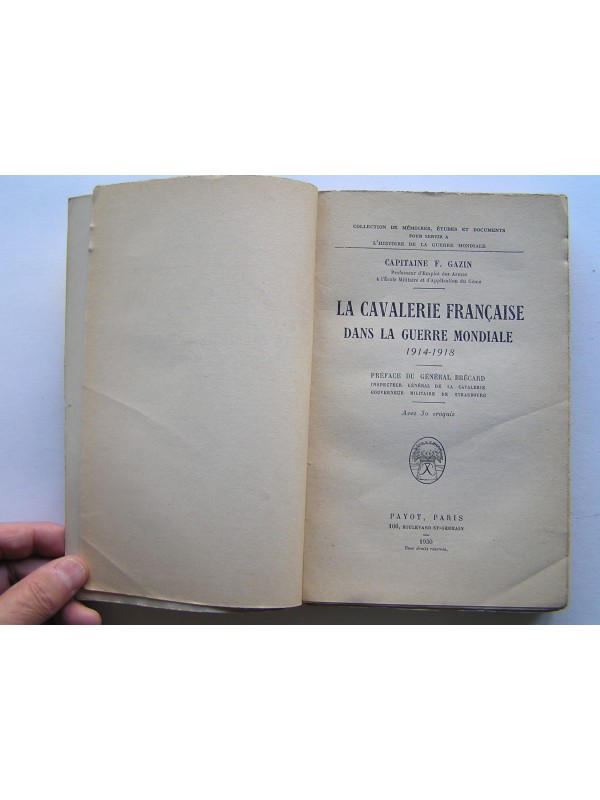 COLLECTION DE MÉMOIRES, ÉTUDES ET DOCUMENTS
POUR SERVIR A
L'HISTOIRE DE LA GUERRE MONDIALE
CAPITAINE F. GAZIN
Professeur d'Emploi des Armes
à l'École Militaire et d'Application du Génie
LA CAVALERIE FRANÇAISE
DANS LA GUERRE MONDIALE
1914-1918
PRÉFACE DU GÉNÉRAL BRÉCARD
INSPECTEUR GÉNÉRAL DE LA CAVALERIE
GOUVERNEUR MILITAIRE DE STRASBOURG
Avec 30 croquis
PAYOT, PARIS
106, BOULEVARD ST-GERMAIN
1930
Tous droits réservés.